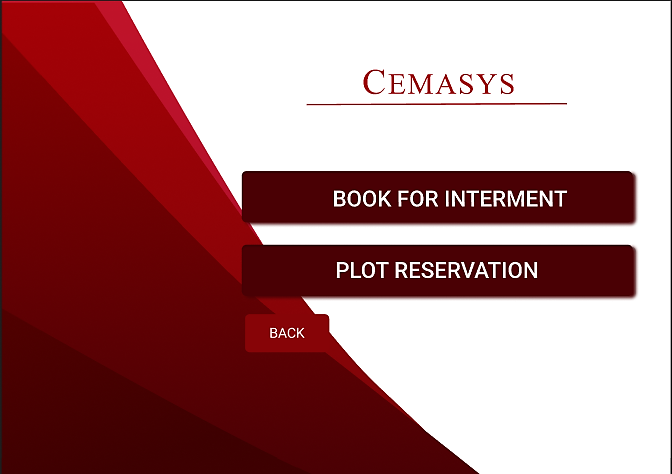 CEMASYS
BOOK FOR INTERMENT
PLOT RESERVATION
BACK